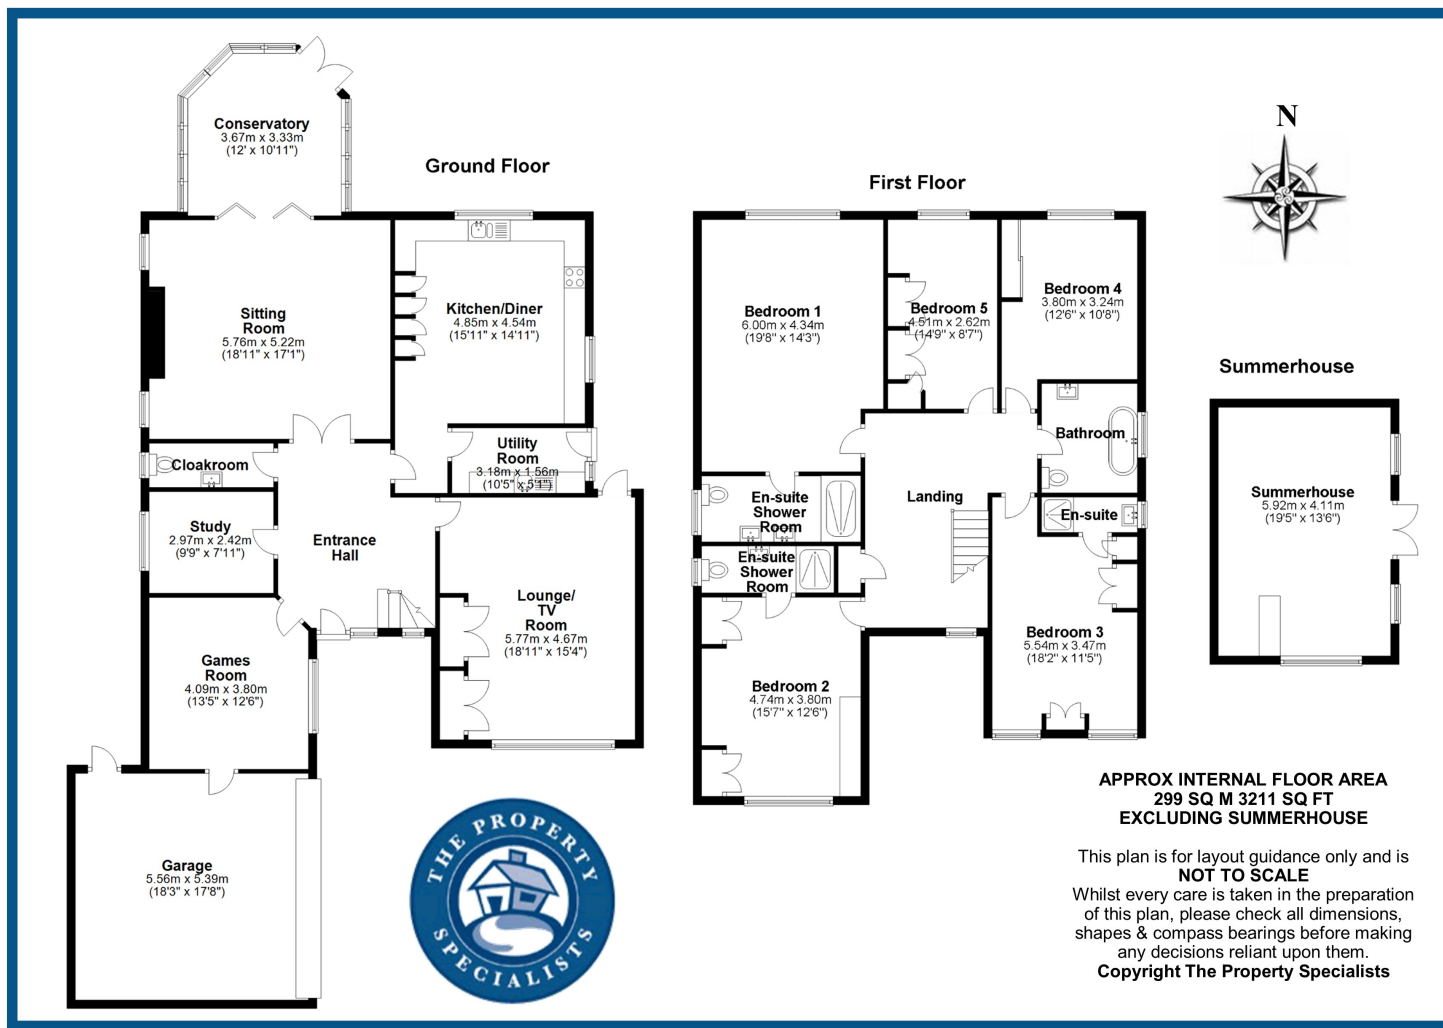 Ground Floor
Conservatory
3.67m x 3.33m
(12' x 10'11")
Sitting
Room
5.76m x 5.22m
(18'11" x 17'1")
Kitchen/Diner
4.85m x 4.54m
(15'11" x 14'11")
Utility
Room
3.18m x 1.56m
(10'5" x 5'1")
Cloakroom
Study
2.97m x 2.42m
(9'9" x 7'11")
Entrance
Hall
Lounge/
TV
Room
5.77m x 4.67m
(18'11" x 15'4")
Games
Room
4.09m x 3.80m
(13'5" x 12'6")
Garage
5.56m x 5.39m
(18'3" x 17'8")
THE PROPERTY
SPECIALISTS
First Floor
Bedroom 1
6.00m x 4.34m
(19'8" x 14'3")
Bedroom 5
4.51m x 2.62m
(14'9" x 8'7")
Bedroom 4
3.80m x 3.24m
(12'6" x 10'8")
Bathroom
Landing
En-suite
Shower
Room
En-suite
Shower
Room
En-suite
Bedroom 2
4.74m x 3.80m
(15'7" x 12'6")
Bedroom 3
5.54m x 3.47m
(18'2" x 11'5")
N
Summerhouse
Summerhouse
5.92m x 4.11m
(19'5" x 13'6")
APPROX INTERNAL FLOOR AREA
299 SQ M 3211 SQ FT
EXCLUDING SUMMERHOUSE
This plan is for layout guidance only and is
NOT TO SCALE
Whilst every care is taken in the preparation
of this plan, please check all dimensions,
shapes & compass bearings before making
any decisions reliant upon them.
Copyright The Property Specialists